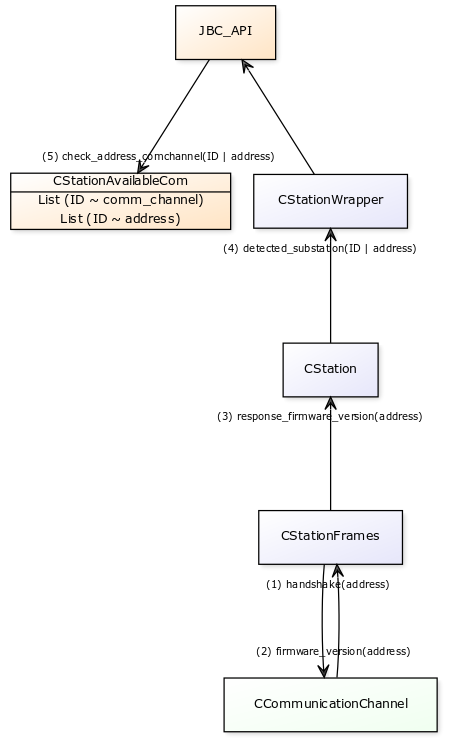 JBC_API
(5) check_address_comchannel(ID | address)
CStationAvailableCom
List (ID ~ comm_channel)
List (ID ~ address)
CStationWrapper
(4) detected_substation(ID | address)
CStation
(3) response_firmware_version(address)
CStationFrames
(1) handshake(address)
(2) firmware_version(address)
CCommunicationChannel